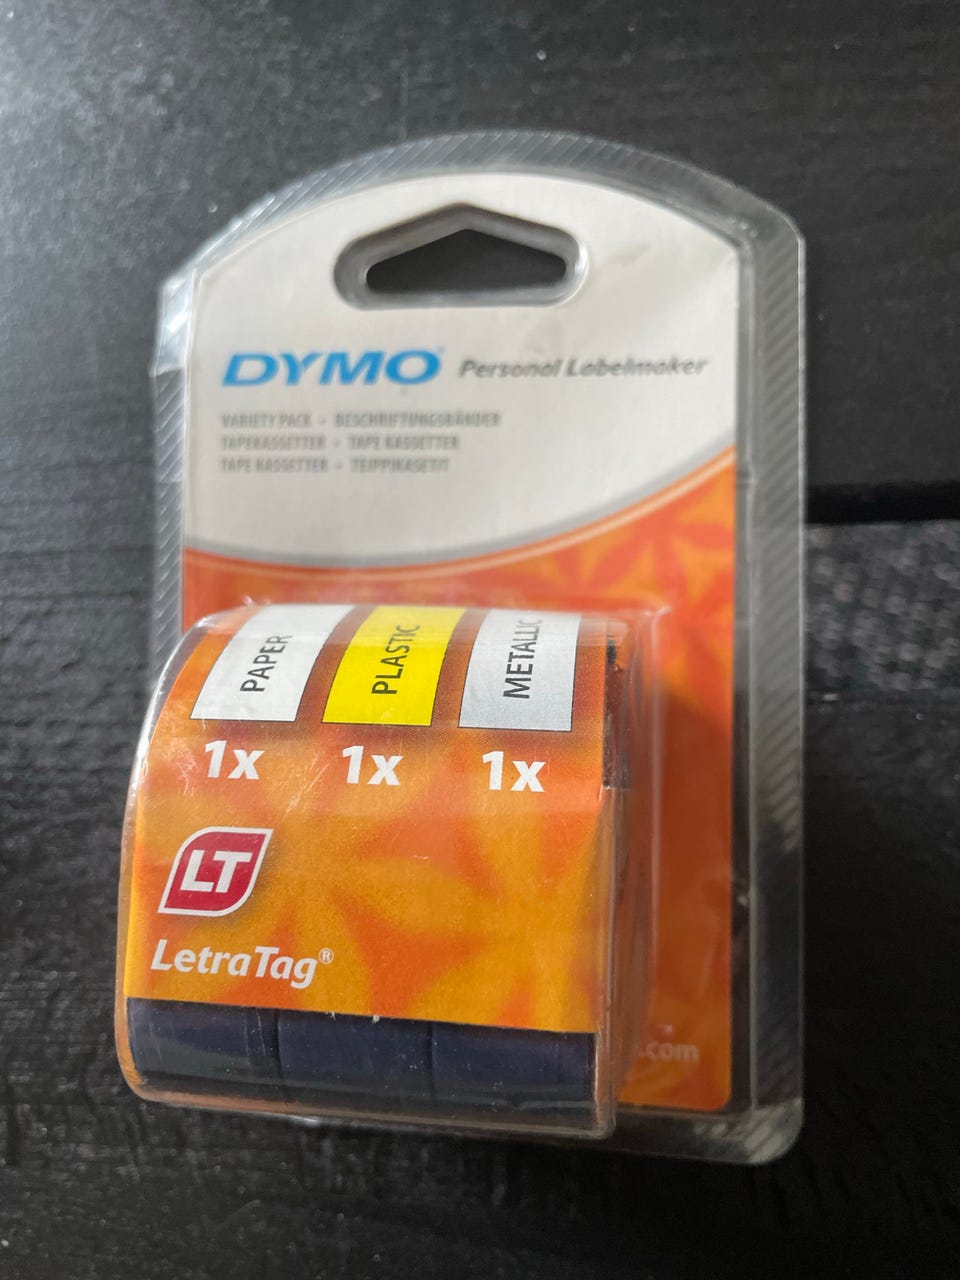 DYMO® Personal Labelmaker
VARIETY PACK • BESCHRIFTUNGSBÄNDER
TAPEKASSETTER • TAPE KASSETTER
TAPE KASSETTER • TEIPPIKASETIT
PAPER PLASTIC METALLIC
1x 1x 1x
LT
LetraTag®
.com